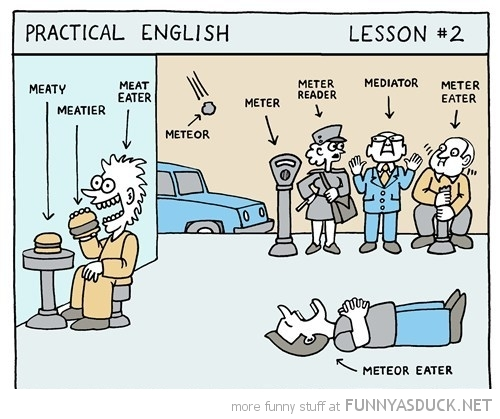 PRACTICAL ENGLISH
LESSON #2
MEATY
MEATIER
MEAT
EATER
METEOR
METER
METER
READER
MEDIATOR
METER
EATER
METEOR EATER
more funny stuff at FUNNYASDUCK.NET